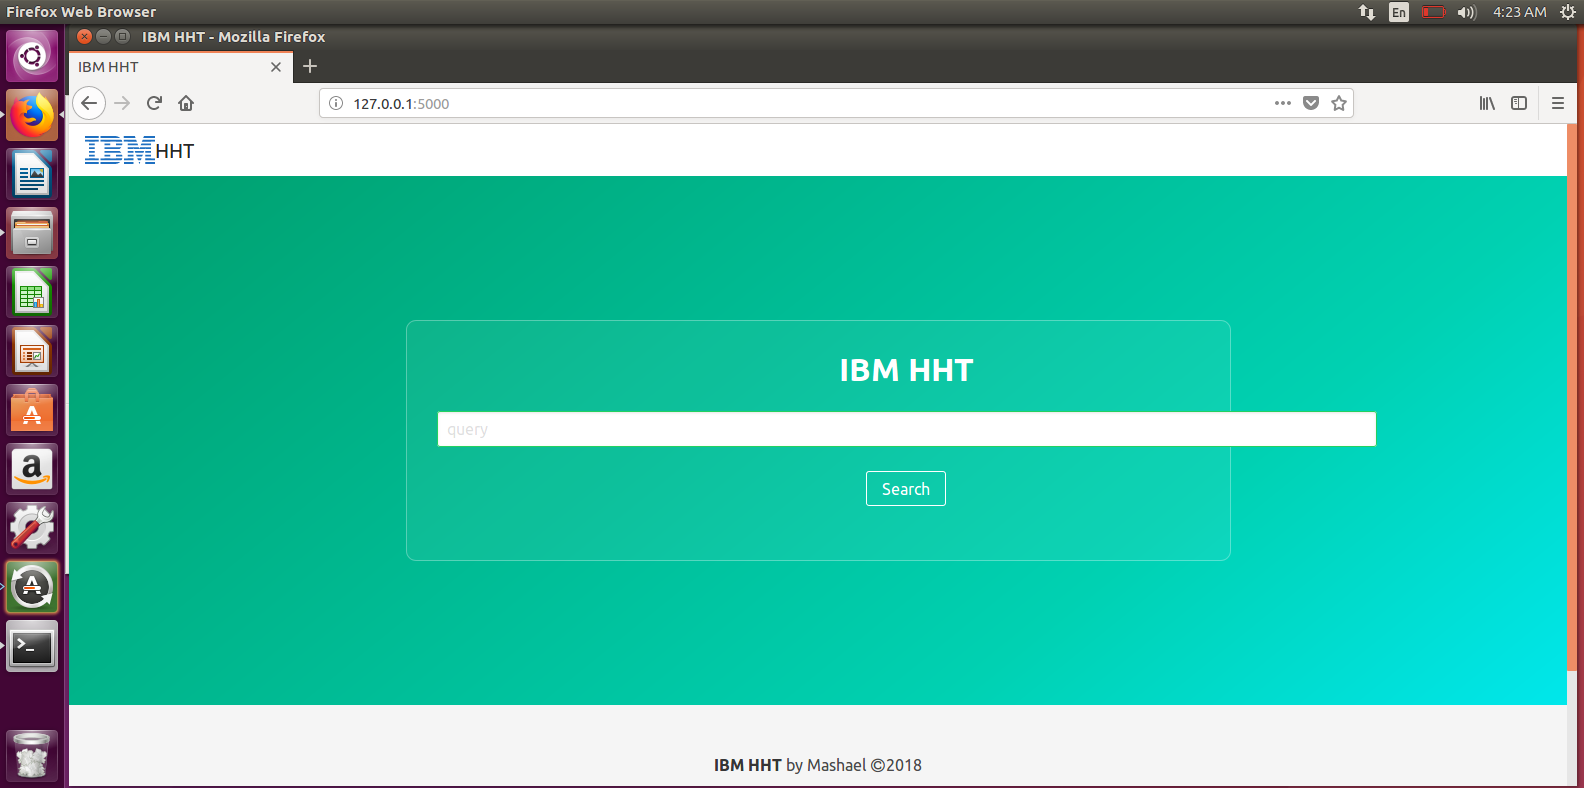 Firefox Web Browser
En
4:23 AM
IBM HHT - Mozilla Firefox
IBM HHT
127.0.0.1:5000
IBM HHT
IBM HHT
query
Search
IBM HHT by Mashael ©2018